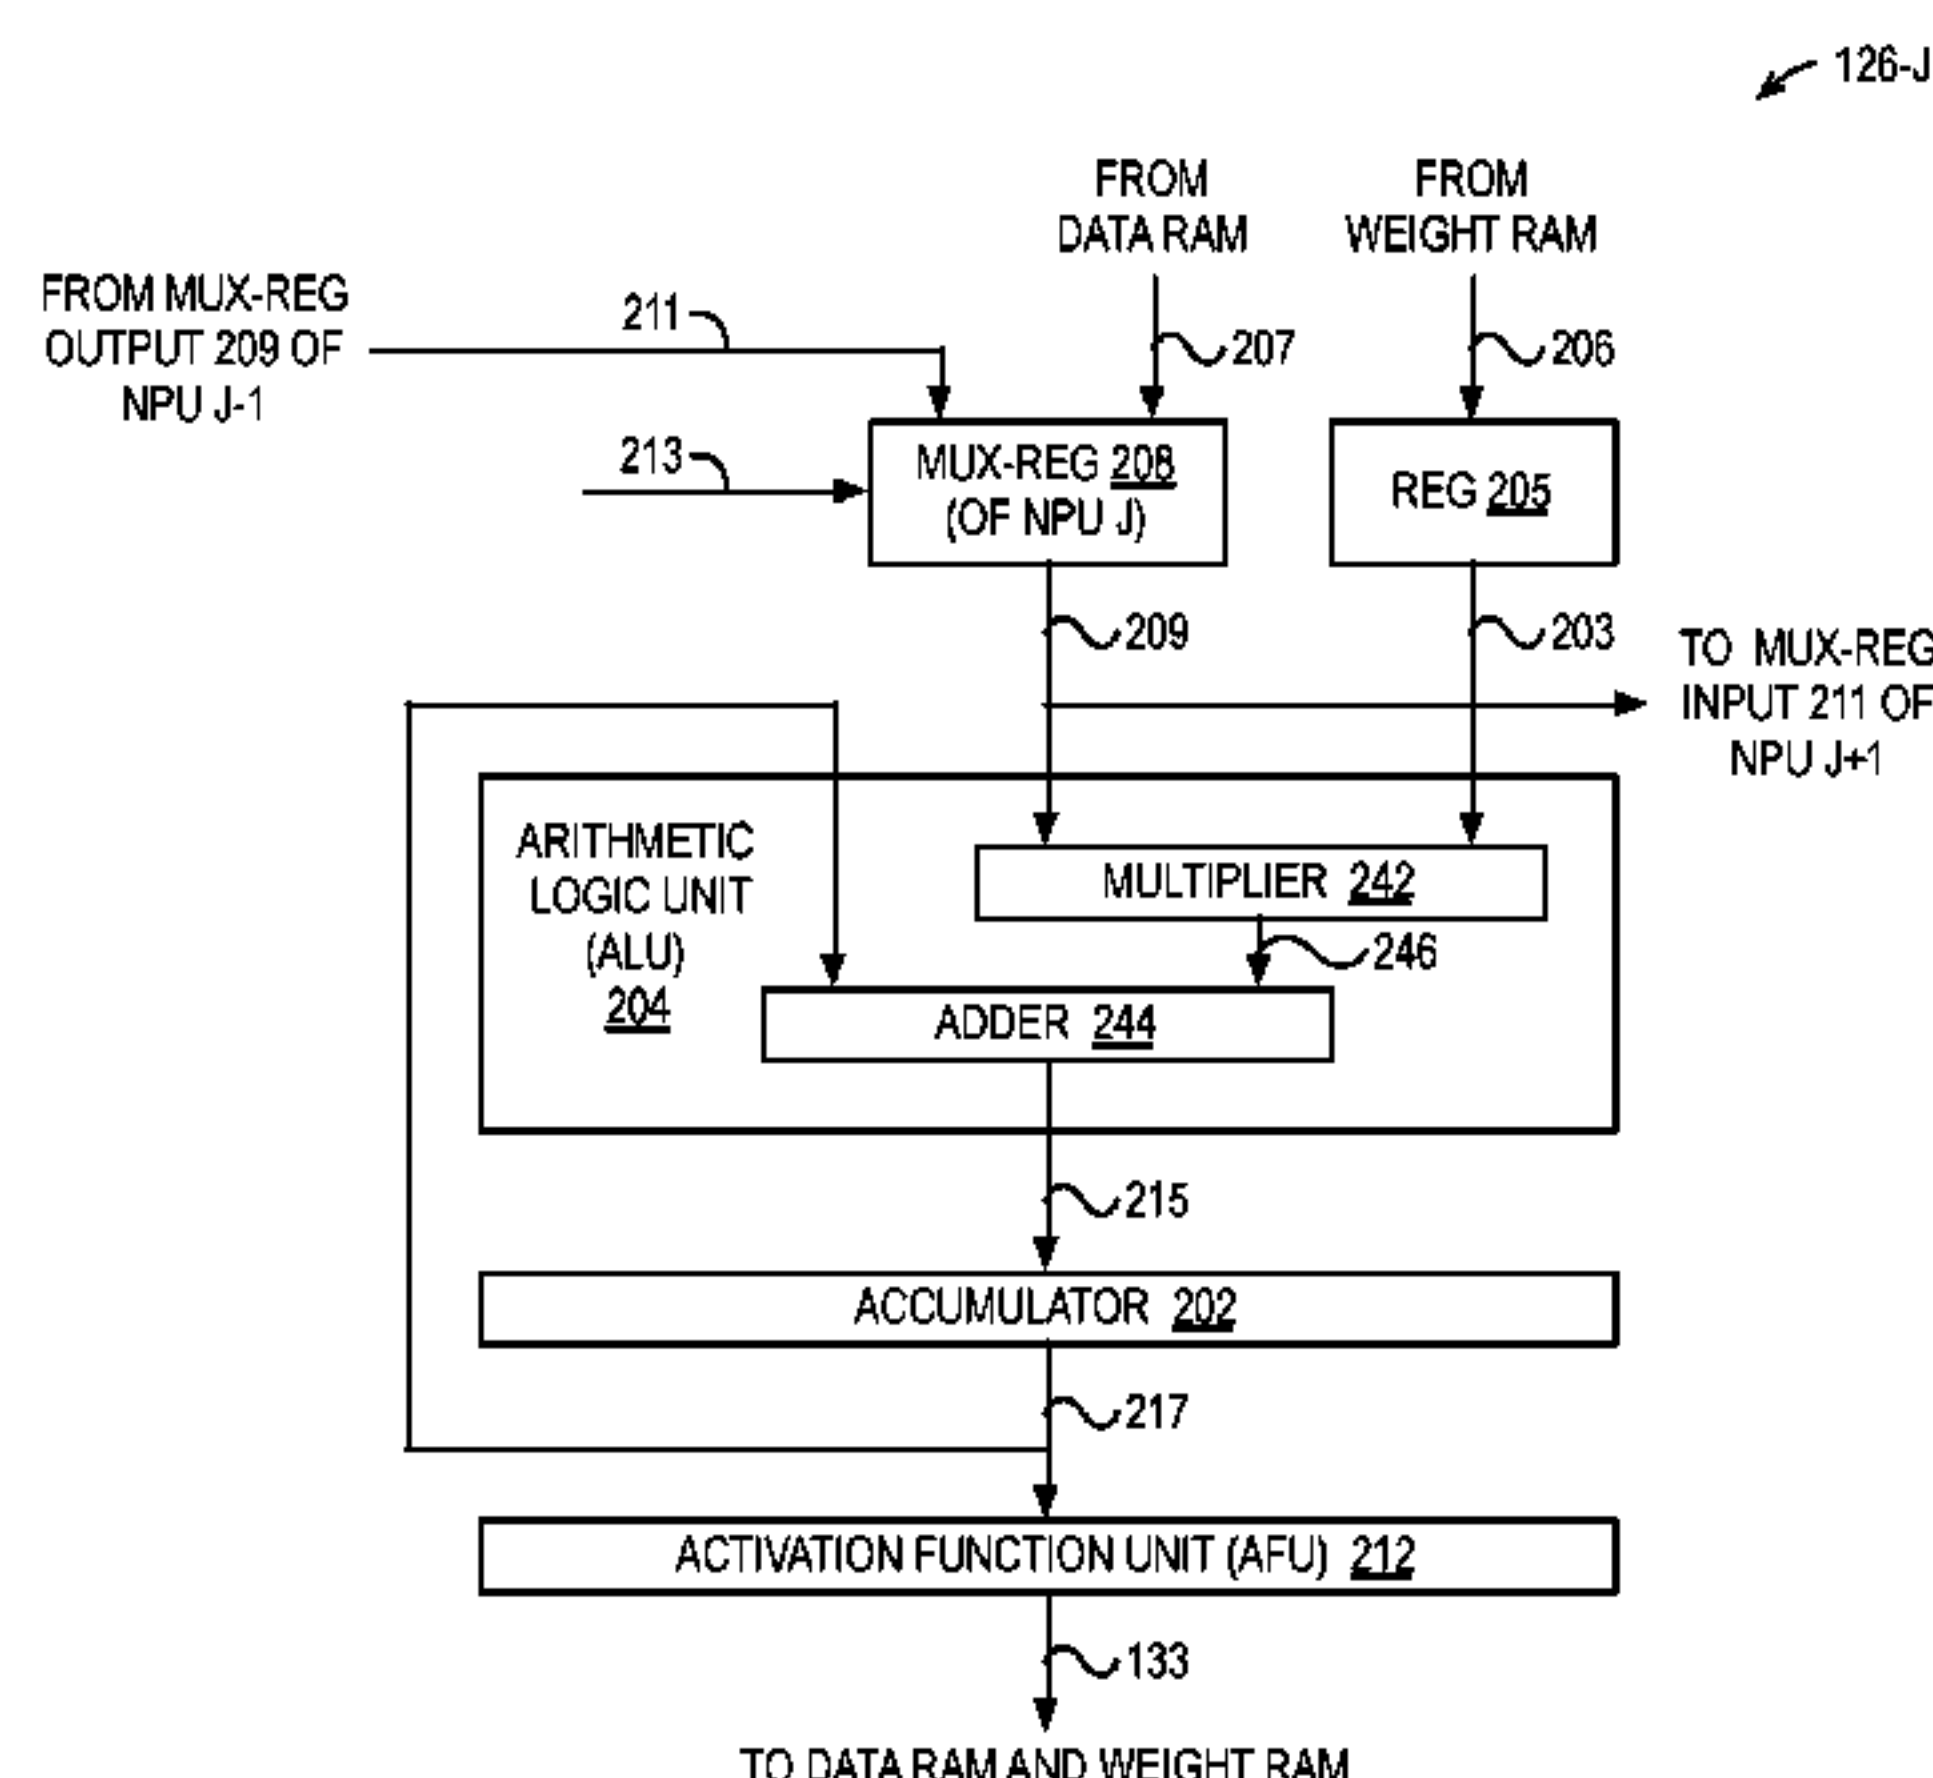 126-J
FROM
DATA RAM
FROM
WEIGHT RAM
FROM MUX-REG
OUTPUT 209 OF
NPU J-1
211
207
206
213
MUX-REG 208
(OF NPU J)
REG 205
209
203
TO MUX-REG
INPUT 211 OF
NPU J+1
ARITHMETIC
LOGIC UNIT
(ALU)
204
MULTIPLIER 242
246
ADDER 244
215
ACCUMULATOR 202
217
ACTIVATION FUNCTION UNIT (AFU) 212
133
TO DATA RAM AND WEIGHT RAM